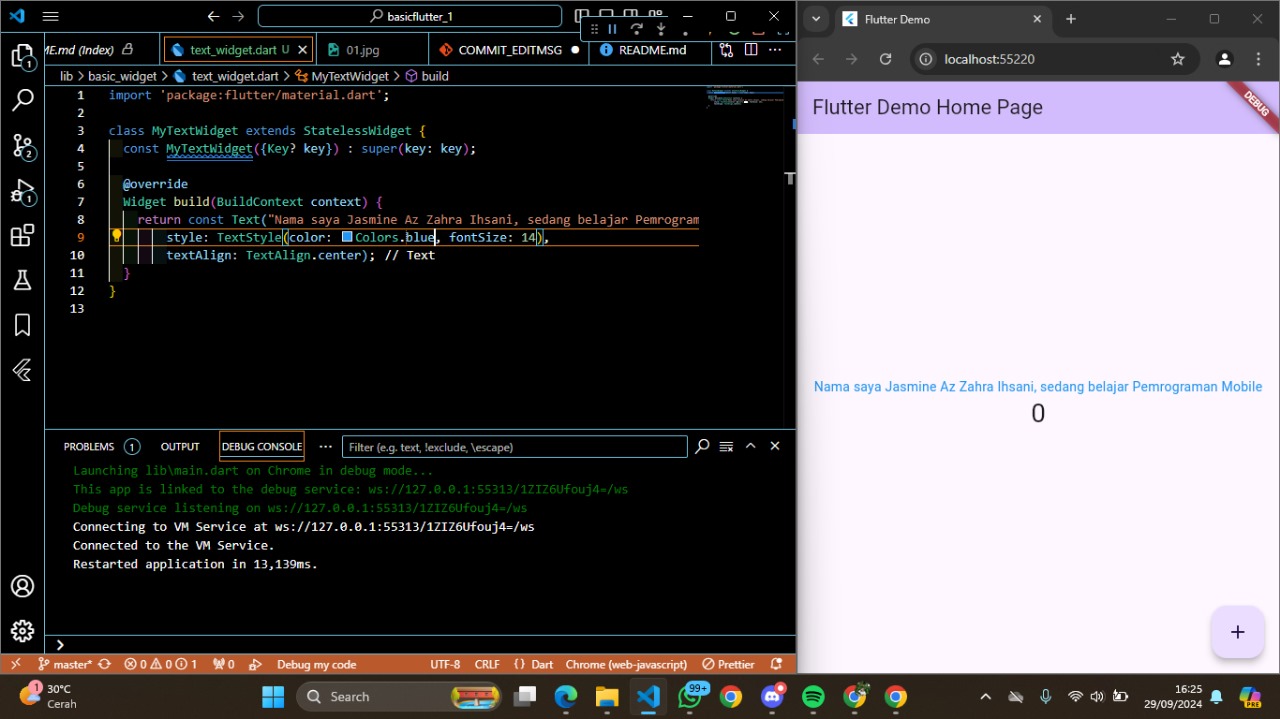 basicflutter_1
ME.md (Index)
text_widget.dart U
01.jpg
COMMIT_EDITMSG
README.md
lib > basic_widget > text_widget.dart > MyTextWidget > build
1 import 'package:flutter/material.dart';
2
3 class MyTextWidget extends StatelessWidget {
4 const MyTextWidget({Key? key}) : super(key: key);
5
6 @override
7 Widget build(BuildContext context) {
8 return const Text("Nama saya Jasmine Az Zahra Ihsani, sedang belajar Pemrogram
9 style: TextStyle(color: Colors.blue, fontSize: 14),
10 textAlign: TextAlign.center); // Text
11 }
12 }
13
PROBLEMS 1 OUTPUT DEBUG CONSOLE ... Filter (e.g. text, !exclude, \escape)
Launching lib\main.dart on Chrome in debug mode...
This app is linked to the debug service: ws://127.0.0.1:55313/1ZIZ6Ufouj4=/ws
Debug service listening on ws://127.0.0.1:55313/1ZIZ6Ufouj4=/ws
Connecting to VM Service at ws://127.0.0.1:55313/1ZIZ6Ufouj4=/ws
Connected to the VM Service.
Restarted application in 13,139ms.
master* 0 0 1 0 Debug my code UTF-8 CRLF {} Dart Chrome (web-javascript) Prettier
Flutter Demo
localhost:55220
Flutter Demo Home Page
DEBUG
Nama saya Jasmine Az Zahra Ihsani, sedang belajar Pemrograman Mobile
0
+
1
30°C
Cerah
Search
99+
16:25
29/09/2024
PRE